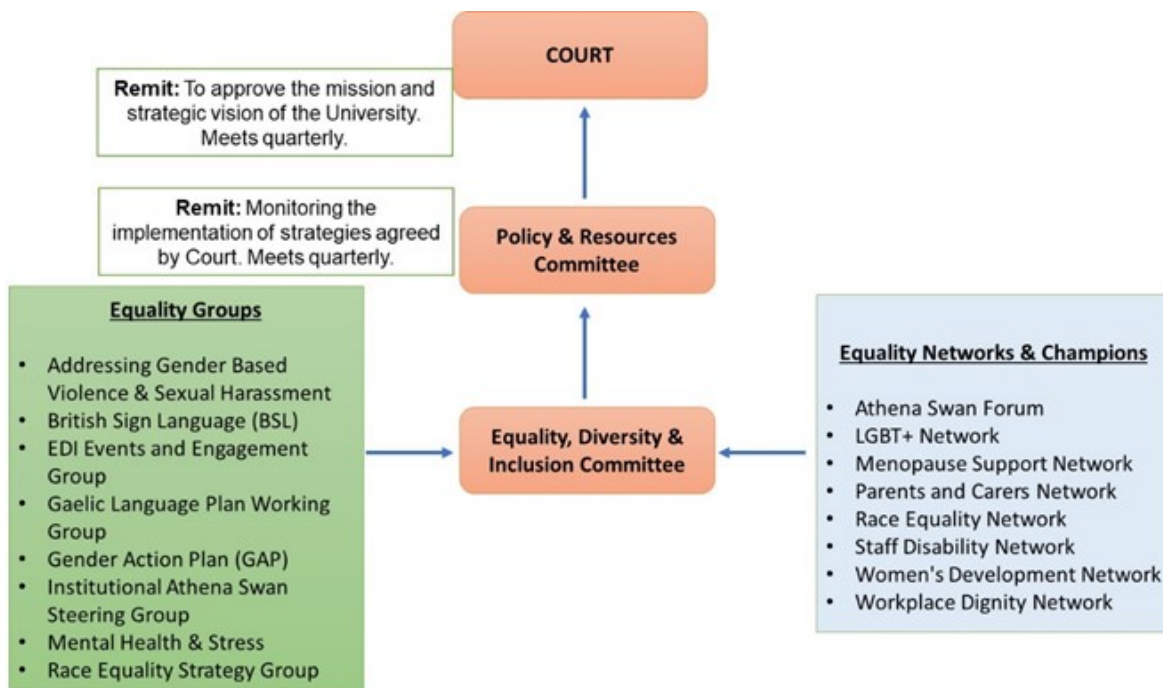 COURT
Remit: To approve the mission and
strategic vision of the University.
Meets quarterly.
Remit: Monitoring the
implementation of strategies agreed
by Court. Meets quarterly.
Policy & Resources
Committee
Equality Groups
• Addressing Gender Based
Violence & Sexual Harassment
• British Sign Language (BSL)
• EDI Events and Engagement
Group
• Gaelic Language Plan Working
Group
• Gender Action Plan (GAP)
• Institutional Athena Swan
Steering Group
• Mental Health & Stress
• Race Equality Strategy Group
Equality, Diversity &
Inclusion Committee
Equality Networks & Champions
• Athena Swan Forum
• LGBT+ Network
• Menopause Support Network
• Parents and Carers Network
• Race Equality Network
• Staff Disability Network
• Women's Development Network
• Workplace Dignity Network